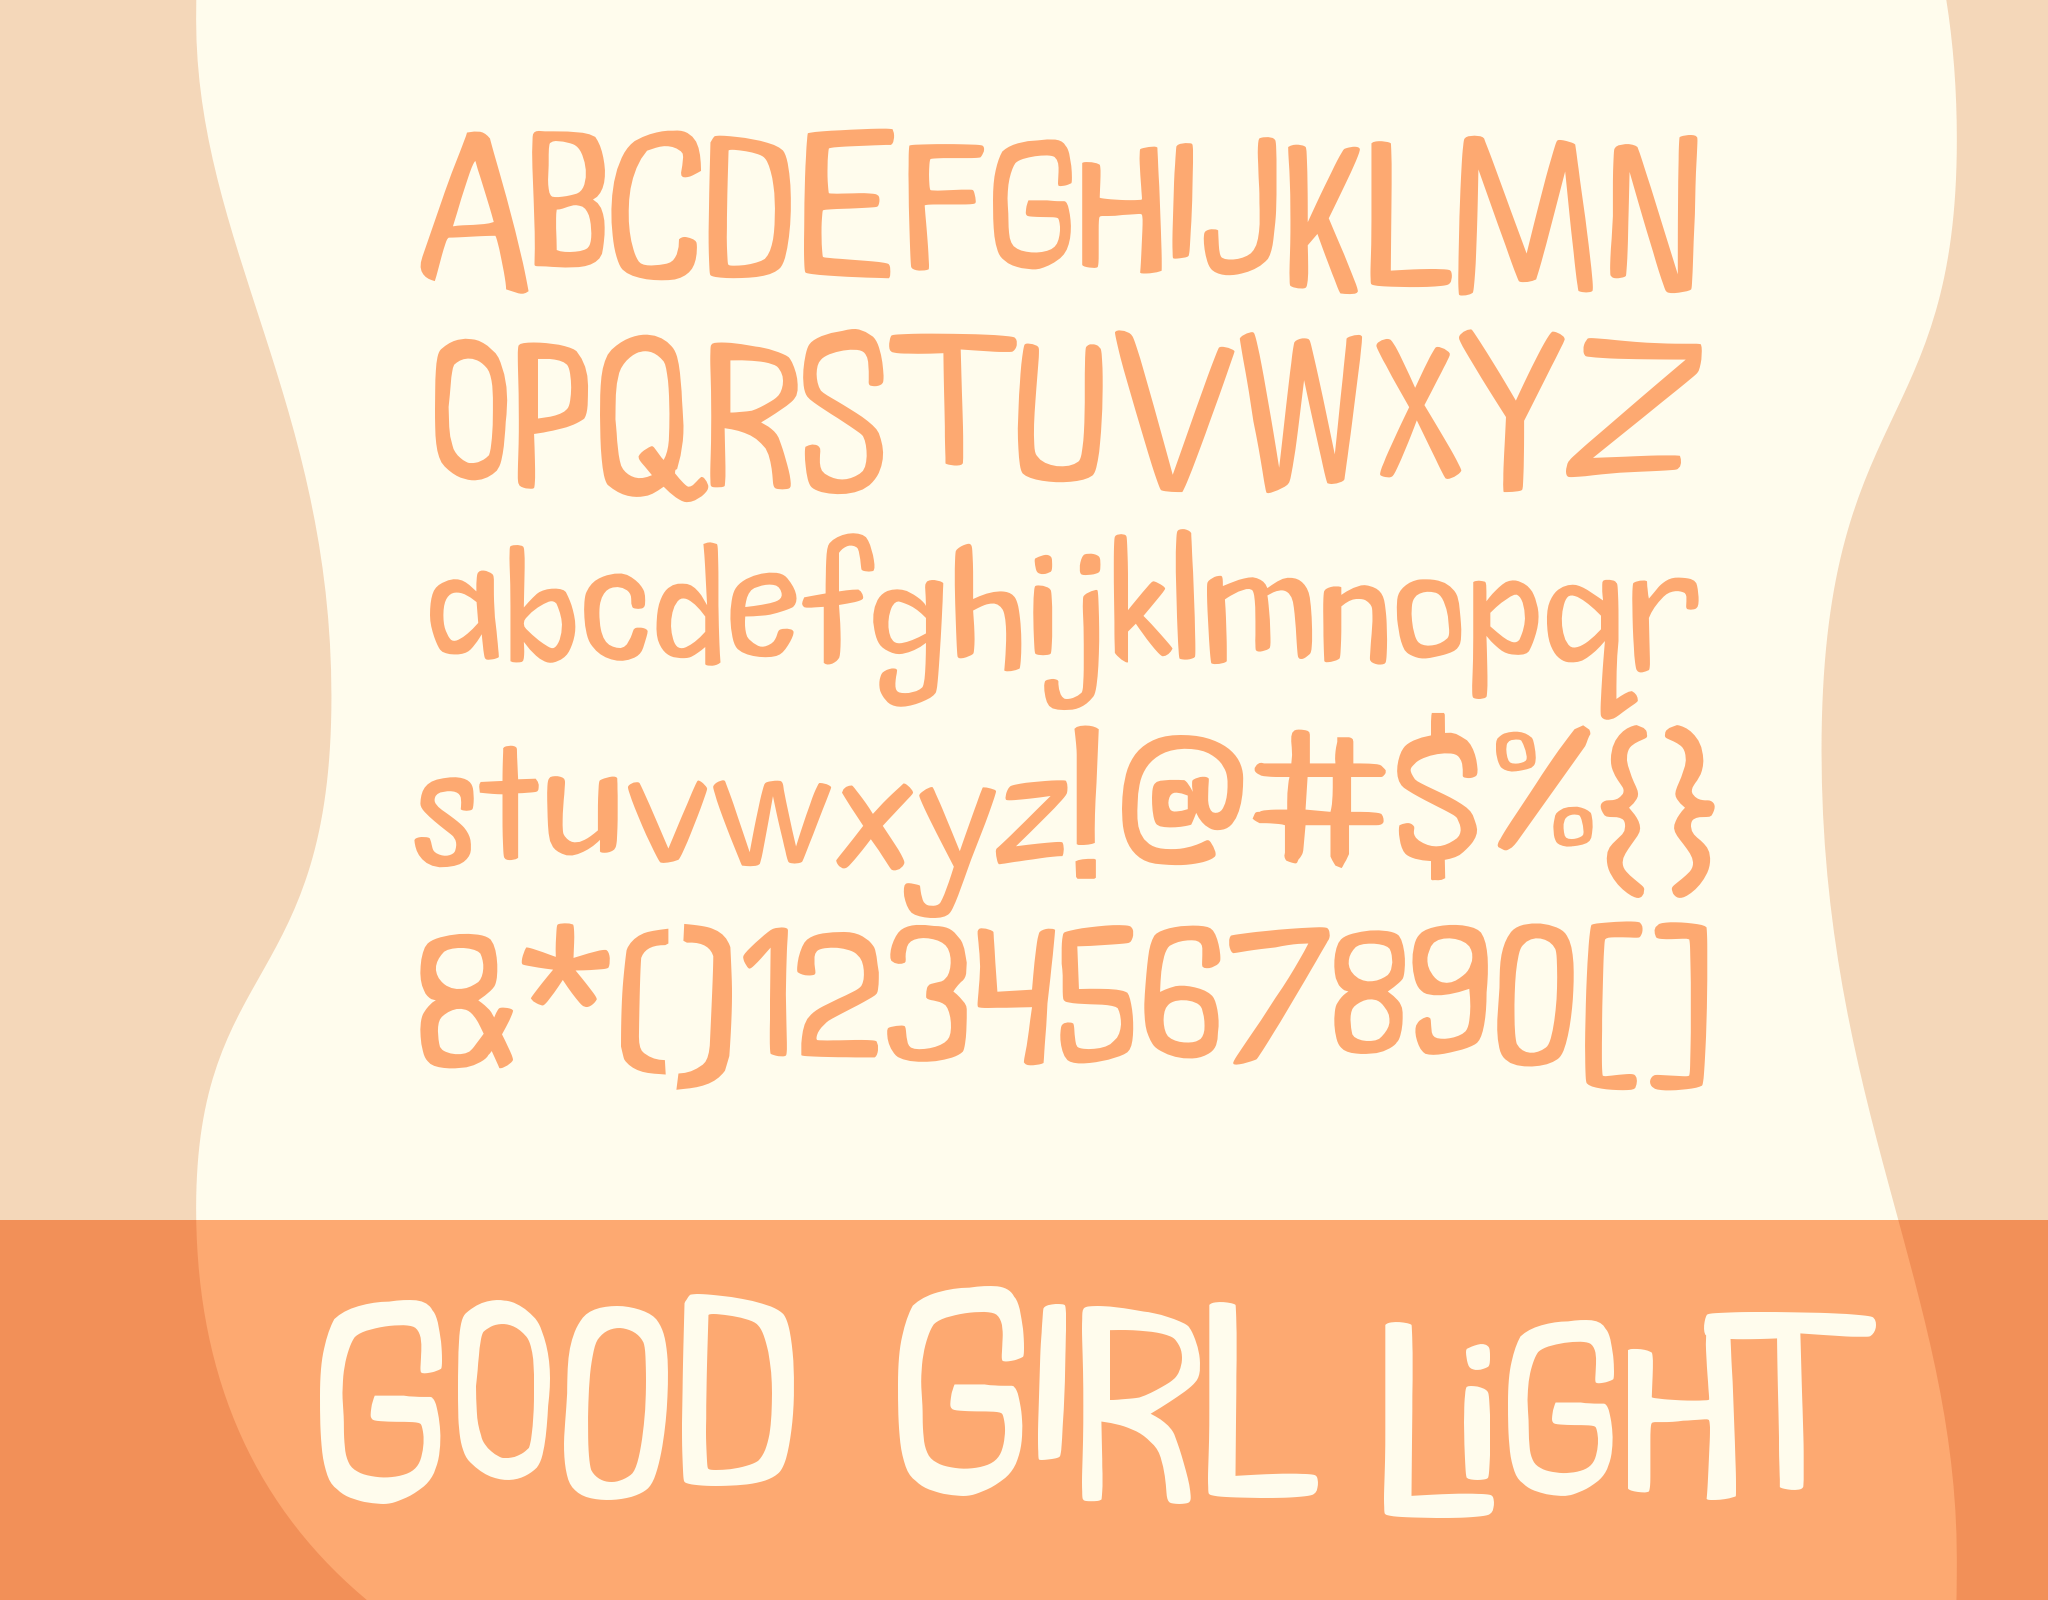 ABCDEFGHIJKLMN
OPQRSTUVWXYZ
abcdefghijklmnopqr
stuvwxyz!@#$%{}
&*()1234567890[]
GOOD GIRL LiGHT